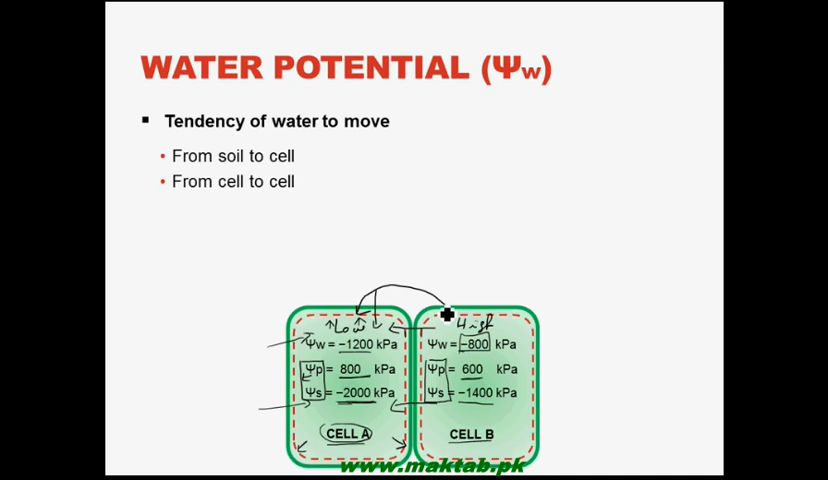 WATER POTENTIAL (Ψw)
Tendency of water to move
From soil to cell
From cell to cell
Low High
Ψw = −1200 kPa Ψw = −800 kPa
Ψp = 800 kPa Ψp = 600 kPa
Ψs = −2000 kPa Ψs = −1400 kPa
CELL A CELL B
www.maktab.pk